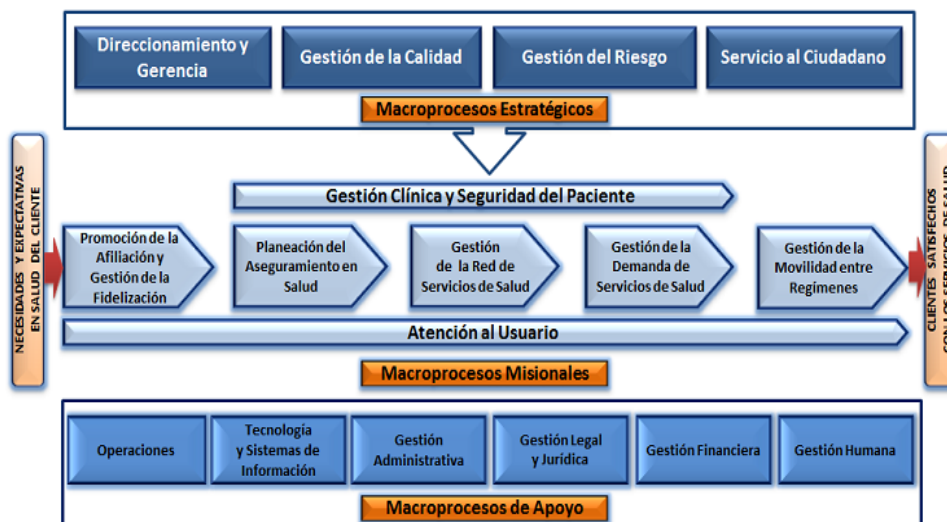 Direccionamiento y
Gerencia
Gestión de la Calidad
Gestión del Riesgo
Servicio al Ciudadano
Macroprocesos Estratégicos
NECESIDADES Y EXPECTATIVAS
EN SALUD DEL CLIENTE
Gestión Clínica y Seguridad del Paciente
Promoción de la
Afiliación y
Gestión de la
Fidelización
Planeación del
Aseguramiento en
Salud
Gestión
de la Red de
Servicios de Salud
Gestión de la
Demanda de
Servicios de Salud
Gestión de la
Movilidad entre
Regímenes
CLIENTES SATISFECHOS
Atención al Usuario
Macroprocesos Misionales
Operaciones
Tecnología
y Sistemas de
Información
Gestión
Administrativa
Gestión Legal
y Jurídica
Gestión Financiera
Gestión Humana
Macroprocesos de Apoyo